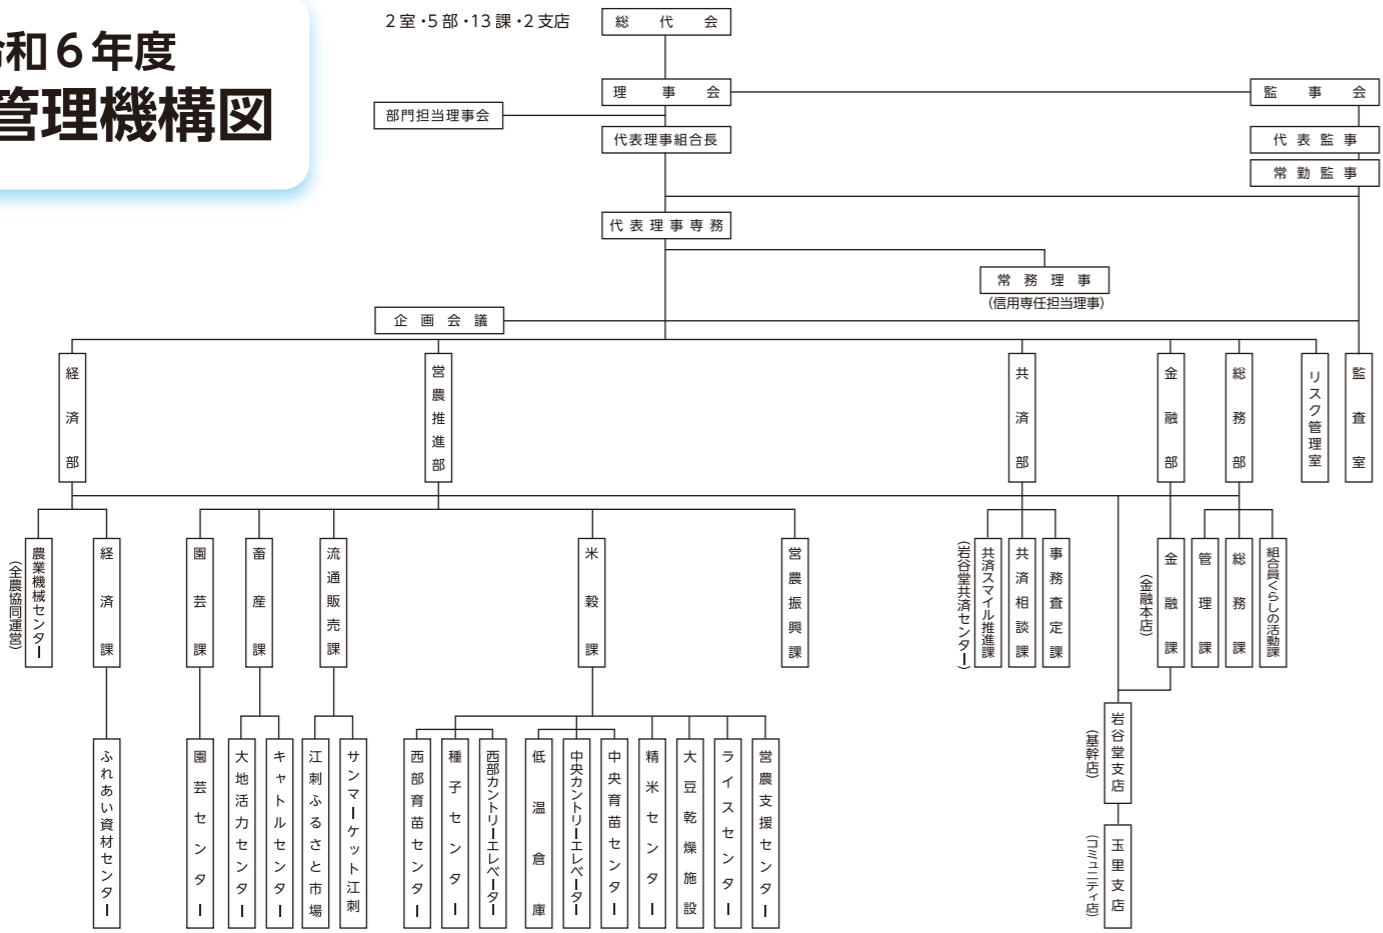 令和６年度
管理機構図
２室・５部・13課・２支店
総代会
理事会
監事会
部門担当理事会
代表理事組合長
代表監事
常勤監事
代表理事専務
常務理事
(信用専任担当理事)
企画会議
経済部
営農推進部
共済部
金融部
総務部
リスク管理室
監査室
農業機械センター
(全農協同運営)
経済課
園芸課
畜産課
流通販売課
米穀課
営農振興課
共済スマイル推進課
(岩谷堂共済センター)
共済相談課
事務査定課
金融課
(金融本店)
管理課
総務課
組合員くらしの活動課
ふれあい資材センター
園芸センター
大地活力センター
キャトルセンター
江刺ふるさと市場
サンマーケット江刺
西部育苗センター
種子センター
西部カントリーエレベーター
低温倉庫
中央カントリーエレベーター
中央育苗センター
精米センター
大豆乾燥施設
ライスセンター
営農支援センター
岩谷堂支店
(基幹店)
玉里支店
(コミュニティ店)